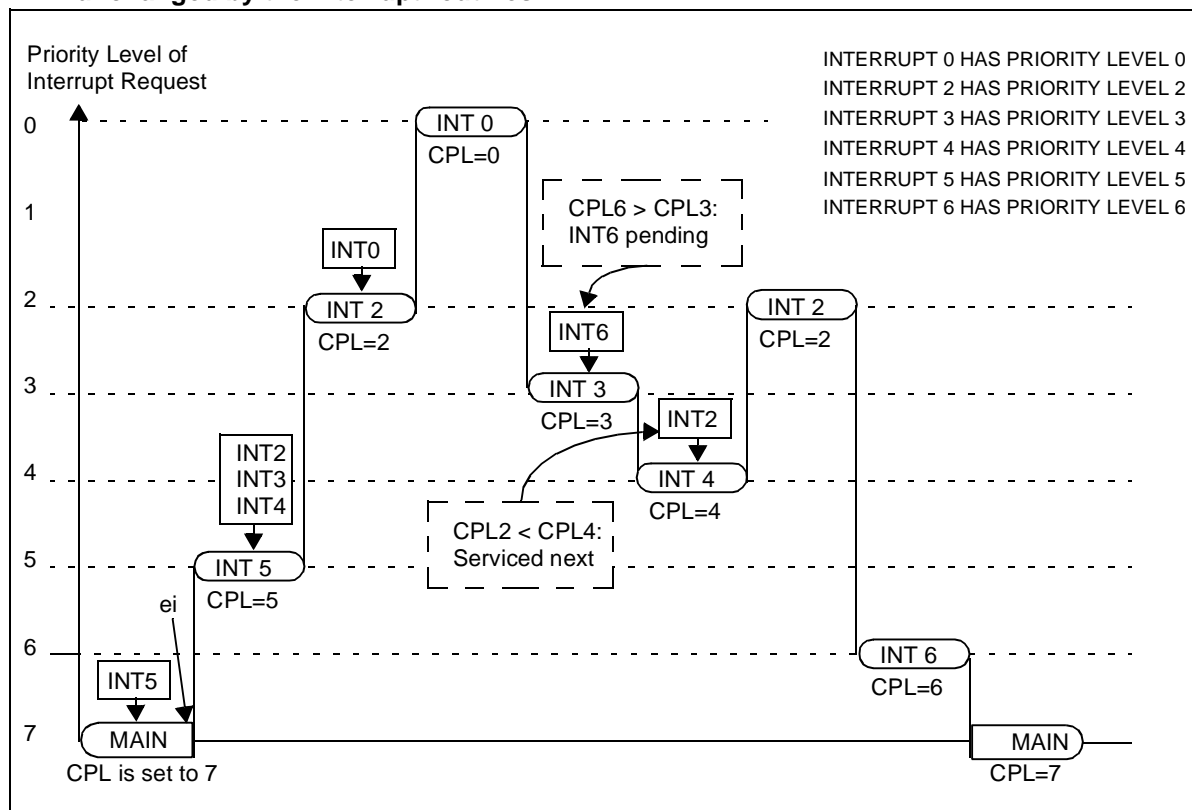 Priority Level of
Interrupt Request
INTERRUPT 0 HAS PRIORITY LEVEL 0
INTERRUPT 2 HAS PRIORITY LEVEL 2
INTERRUPT 3 HAS PRIORITY LEVEL 3
INTERRUPT 4 HAS PRIORITY LEVEL 4
INTERRUPT 5 HAS PRIORITY LEVEL 5
INTERRUPT 6 HAS PRIORITY LEVEL 6
0
INT 0
CPL=0
1
CPL6 > CPL3:
INT6 pending
INT0
2
INT 2
CPL=2
INT 2
CPL=2
INT6
3
INT 3
CPL=3
INT2
INT2
INT3
INT4
4
INT 4
CPL=4
CPL2 < CPL4:
Serviced next
5
INT 5
CPL=5
ei
6
INT 6
CPL=6
INT5
7
MAIN
CPL is set to 7
MAIN
CPL=7